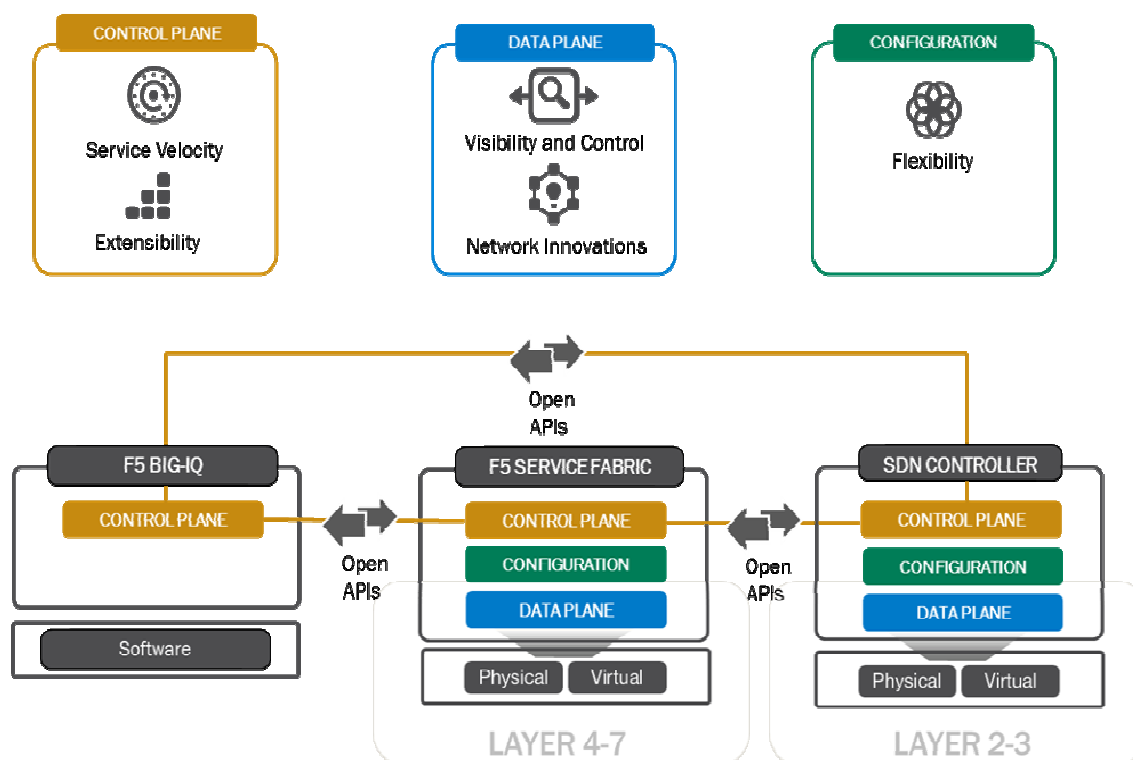 CONTROL PLANE
Service Velocity
Extensibility
DATA PLANE
Visibility and Control
Network Innovations
CONFIGURATION
Flexibility
Open
APIs
F5 BIG-IQ
CONTROL PLANE
Software
Open
APIs
F5 SERVICE FABRIC
CONTROL PLANE
CONFIGURATION
DATA PLANE
Physical
Virtual
LAYER 4-7
Open
APIs
SDN CONTROLLER
CONTROL PLANE
CONFIGURATION
DATA PLANE
Physical
Virtual
LAYER 2-3